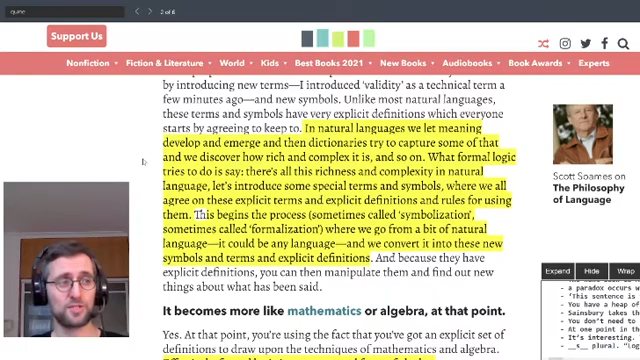 quine
2 of 6
Support Us
Nonfiction Fiction & Literature World Kids Best Books 2021 New Books Audiobooks Book Awards Experts
by introducing new terms—I introduced 'validity' as a technical term a
few minutes ago—and new symbols. Unlike most natural languages,
these terms and symbols have very explicit definitions which everyone
starts by agreeing to keep to. In natural languages we let meaning
develop and emerge and then dictionaries try to capture some of that
and we discover how rich and complex it is, and so on. What formal logic
tries to do is say: there's all this richness and complexity in natural
language, let's introduce some special terms and symbols, where we all
agree on these explicit terms and explicit definitions and rules for using
them. This begins the process (sometimes called 'symbolization',
sometimes called 'formalization') where we go from a bit of natural
language—it could be any language—and we convert it into these new
symbols and terms and explicit definitions. And because they have
explicit definitions, you can then manipulate them and find out new
things about what has been said.
It becomes more like mathematics or algebra, at that point.
Yes. At that point, you're using the fact that you've got an explicit set of
definitions to draw upon the techniques of mathematics and algebra.
Scott Soames on
The Philosophy
of Language
Expand Hide Wrap
- a paradox occurs w
- 'This sentence is
- You have a heap of
- Sainsbury takes th
- You don't need to
- At one point in th
- It's interesting,
plural. "log